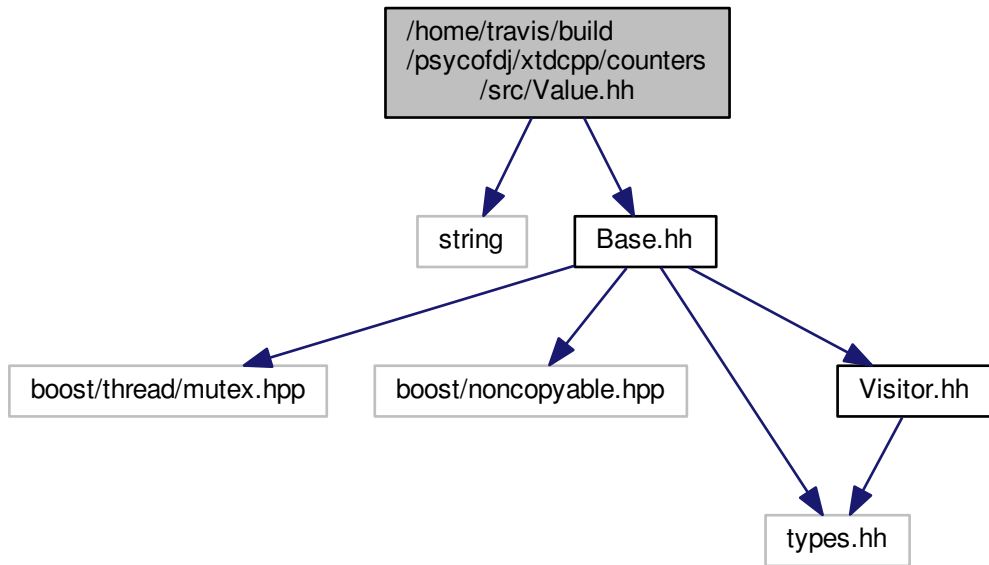 /home/travis/build
/psycofdj/xtdcpp/counters
/src/Value.hh
string
Base.hh
boost/thread/mutex.hpp
boost/noncopyable.hpp
Visitor.hh
types.hh